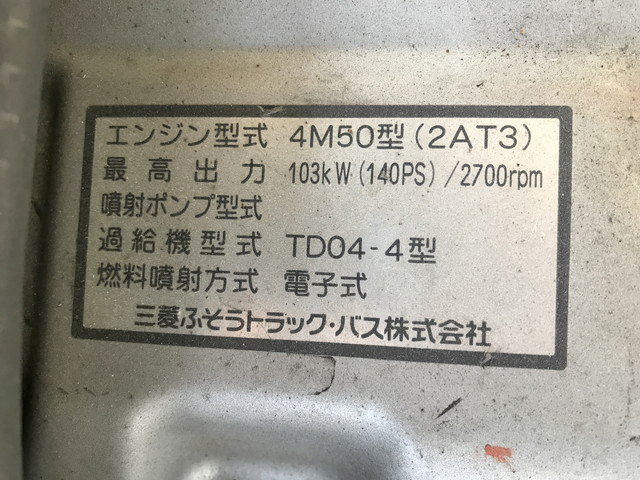 エンジン型式 4M50型(2AT3)
最高出力 103kW(140PS)/2700rpm
噴射ポンプ型式
過給機型式 TD04-4型
燃料噴射方式 電子式
三菱ふそうトラック・バス株式会社